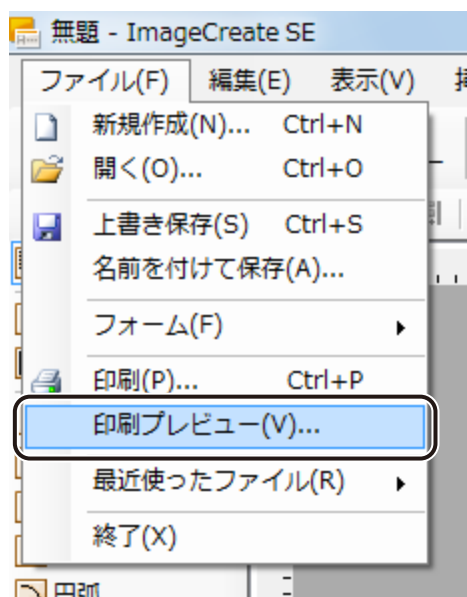 無題 - ImageCreate SE
ファイル(F) 編集(E) 表示(V)
新規作成(N)... Ctrl+N
開く(O)... Ctrl+O
上書き保存(S) Ctrl+S
名前を付けて保存(A)...
フォーム(F)
印刷(P)... Ctrl+P
印刷プレビュー(V)...
最近使ったファイル(R)
終了(X)
円弧